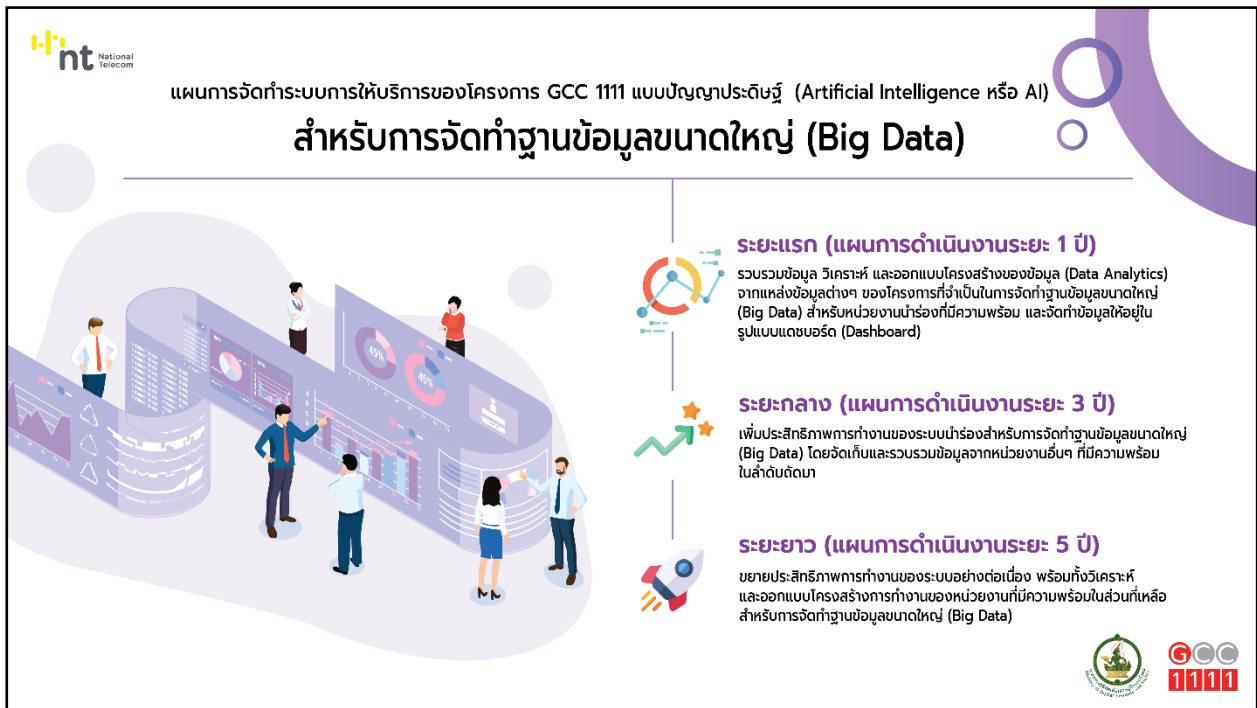 nt National
Telecom
แผนการจัดทำระบบการให้บริการของโครงการ GCC 1111 แบบปัญญาประดิษฐ์ (Artificial Intelligence หรือ AI)
สำหรับการจัดทำฐานข้อมูลขนาดใหญ่ (Big Data)
ระยะแรก (แผนการดำเนินงานระยะ 1 ปี)
รวบรวมข้อมูล วิเคราะห์ และออกแบบโครงสร้างของข้อมูล (Data Analytics)
จากแหล่งข้อมูลต่างๆ ของโครงการที่จำเป็นในการจัดทำฐานข้อมูลขนาดใหญ่
(Big Data) สำหรับหน่วยงานนำร่องที่มีความพร้อม และจัดทำข้อมูลให้อยู่ใน
รูปแบบแดชบอร์ด (Dashboard)
ระยะกลาง (แผนการดำเนินงานระยะ 3 ปี)
เพิ่มประสิทธิภาพการทำงานของระบบนำร่องสำหรับการจัดทำฐานข้อมูลขนาดใหญ่
(Big Data) โดยจัดเก็บและรวบรวมข้อมูลจากหน่วยงานอื่นๆ ที่มีความพร้อม
ในลำดับถัดมา
ระยะยาว (แผนการดำเนินงานระยะ 5 ปี)
ขยายประสิทธิภาพการทำงานของระบบอย่างต่อเนื่อง พร้อมทั้งวิเคราะห์
และออกแบบโครงสร้างการทำงานของหน่วยงานที่มีความพร้อมในส่วนที่เหลือ
สำหรับการจัดทำฐานข้อมูลขนาดใหญ่ (Big Data)
45%
45%
GCC
1111